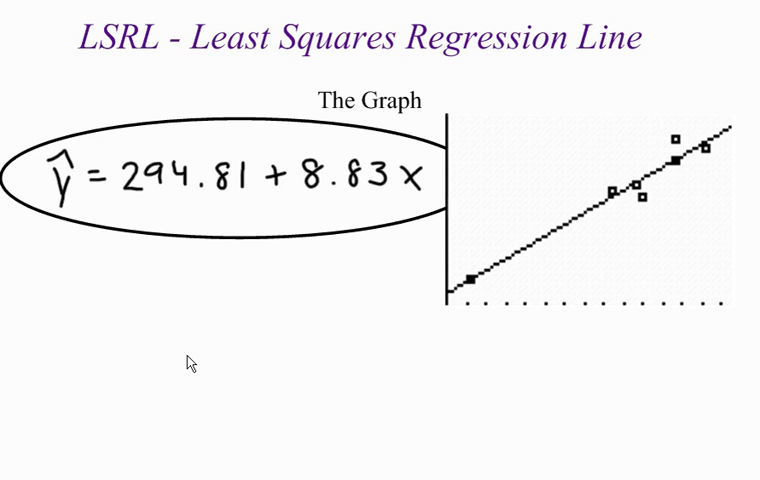 LSRL - Least Squares Regression Line
The Graph
ŷ = 294.81 + 8.83x